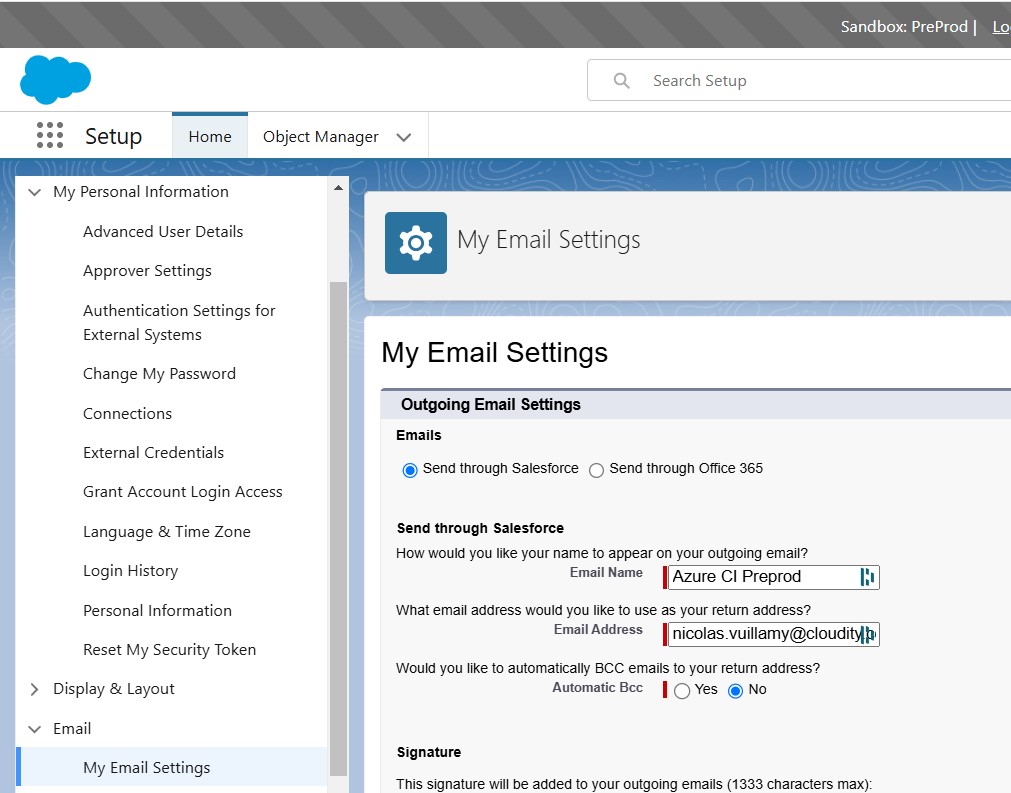 Sandbox: PreProd |
Search Setup
Setup
Home
Object Manager
My Personal Information
Advanced User Details
Approver Settings
Authentication Settings for
External Systems
Change My Password
Connections
External Credentials
Grant Account Login Access
Language & Time Zone
Login History
Personal Information
Reset My Security Token
Display & Layout
Email
My Email Settings
My Email Settings
My Email Settings
Outgoing Email Settings
Emails
Send through Salesforce Send through Office 365
Send through Salesforce
How would you like your name to appear on your outgoing email?
Email Name Azure CI Preprod
What email address would you like to use as your return address?
Email Address nicolas.vuillamy@cloudity
Would you like to automatically BCC emails to your return address?
Automatic Bcc Yes No
Signature
This signature will be added to your outgoing emails (1333 characters max):